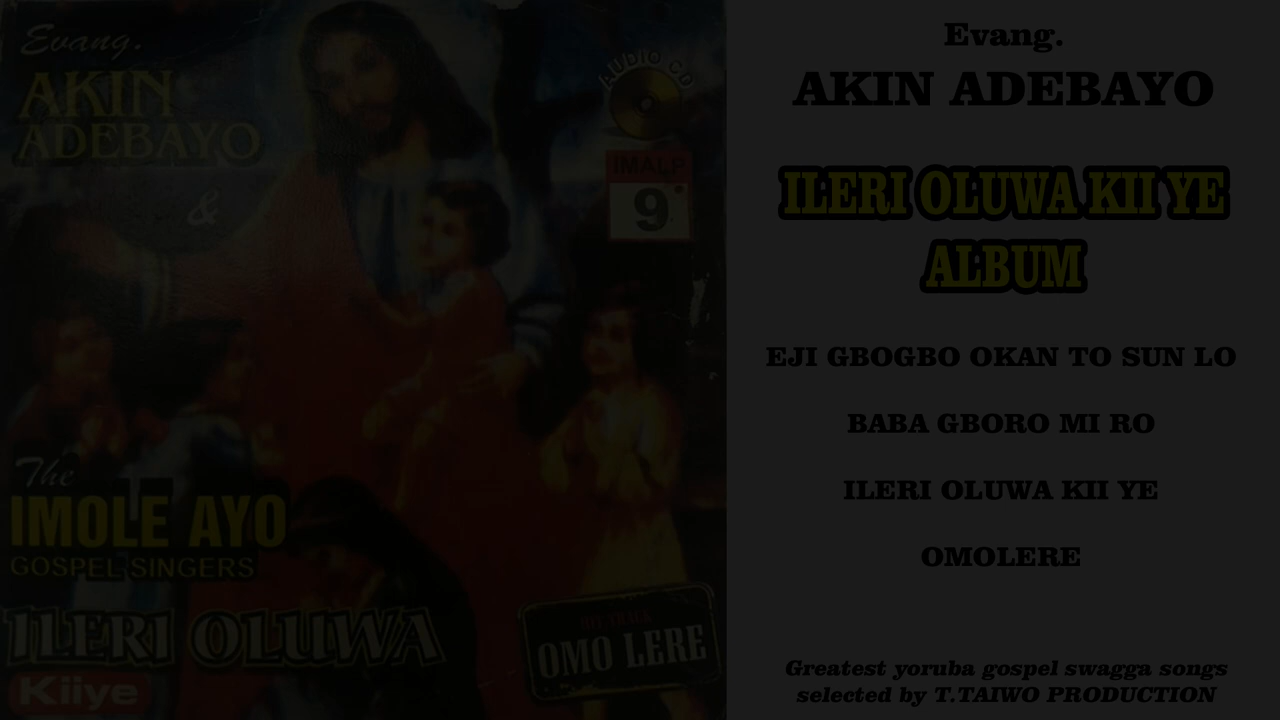 Evang.
AKIN
ADEBAYO
&
AUDIO CD
IMALP
9
The
IMOLE AYO
GOSPEL SINGERS
ILERI OLUWA
Kiiye
HIT TRACK
OMO LERE
Evang.
AKIN ADEBAYO
ILERI OLUWA KII YE
ALBUM
EJI GBOGBO OKAN TO SUN LO
BABA GBORO MI RO
ILERI OLUWA KII YE
OMOLERE
Greatest yoruba gospel swagga songs
selected by T.TAIWO PRODUCTION